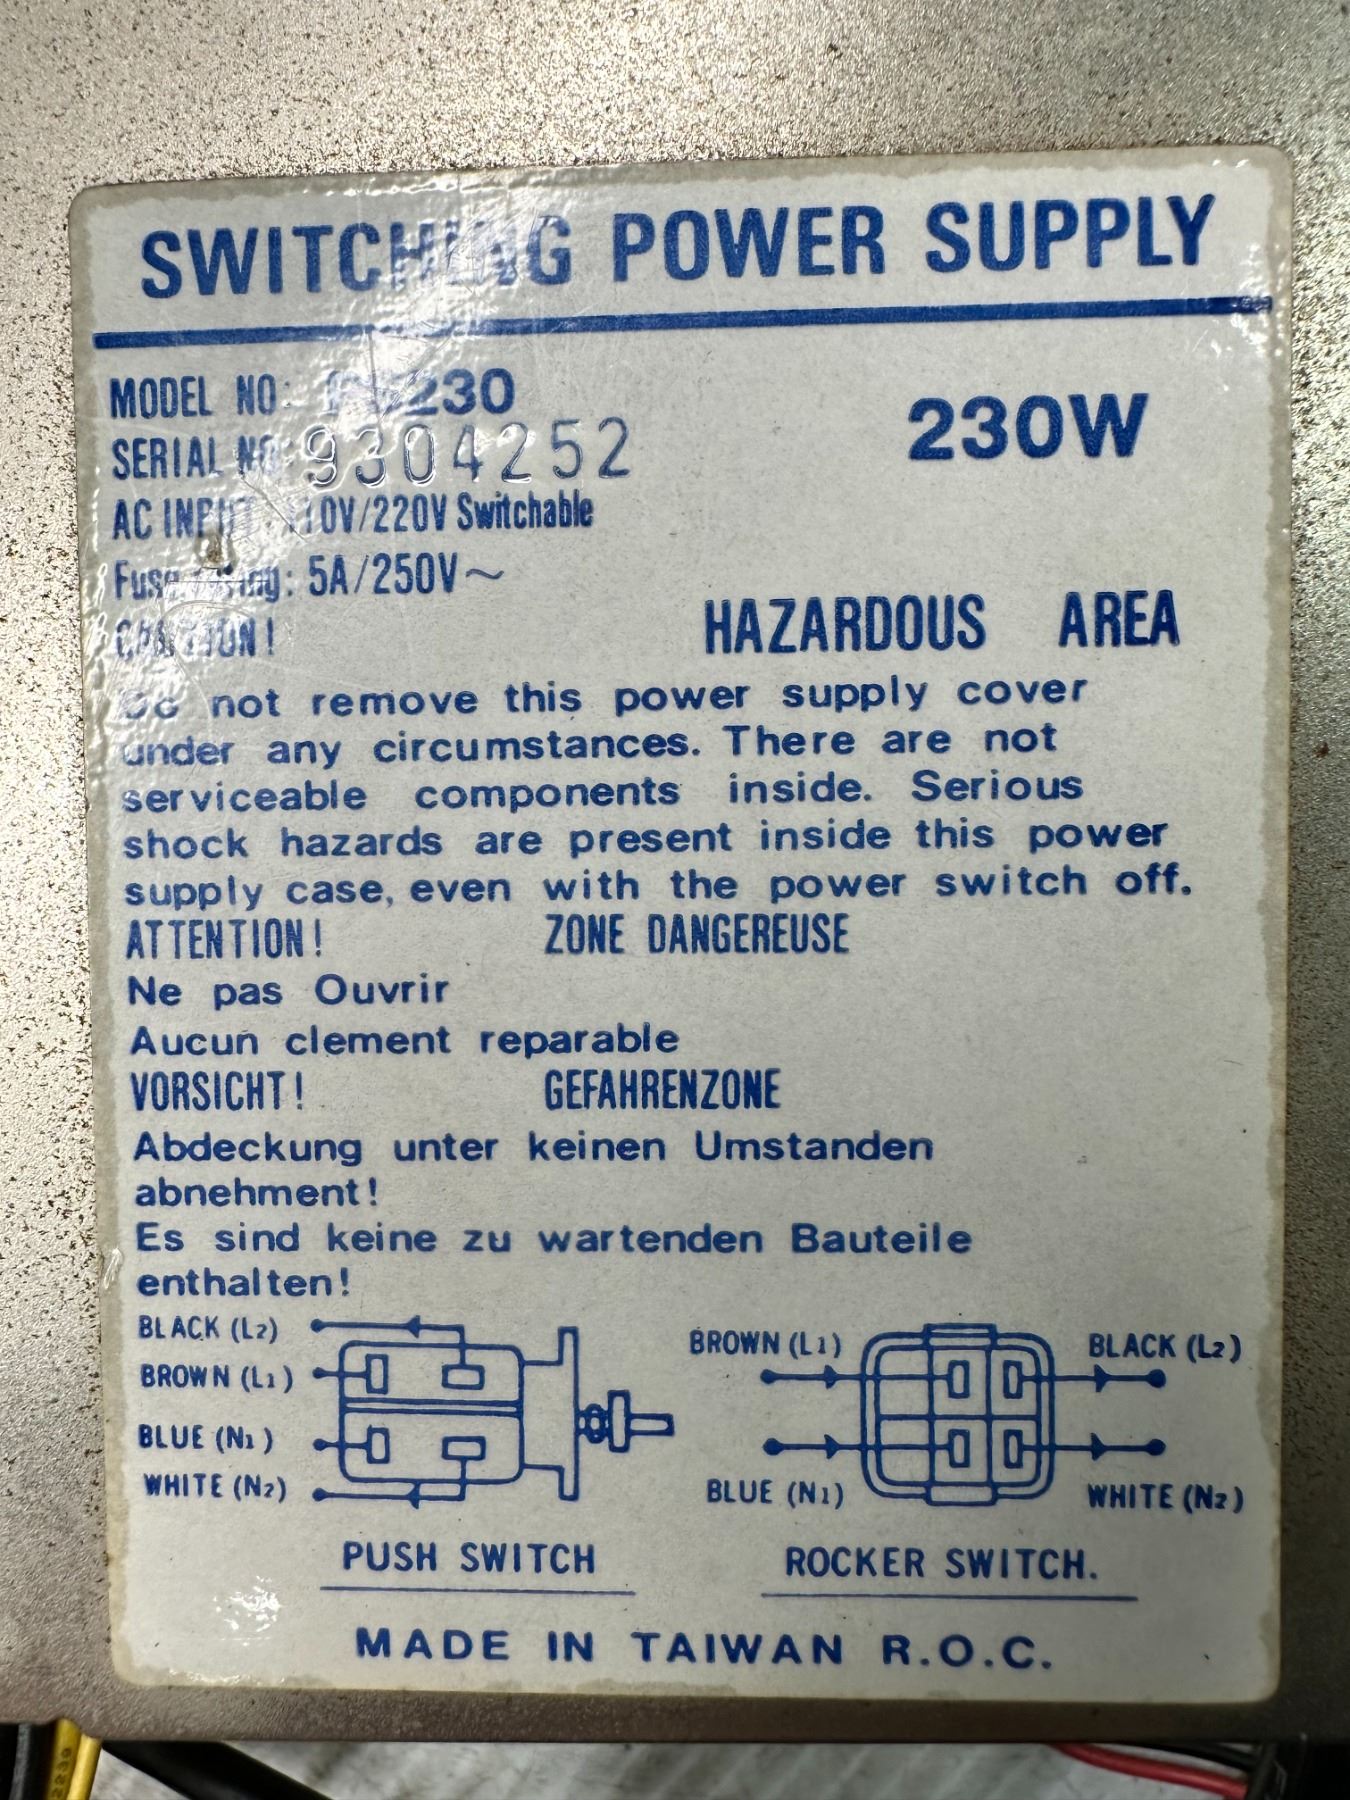 SWITCHING POWER SUPPLY
MODEL NO: 230
230W
SERIAL NO: 9304252
AC INPUT: 110V/220V Switchable
Fuse Rating: 5A/250V~
CAUTION! HAZARDOUS AREA
Do not remove this power supply cover
under any circumstances. There are not
serviceable components inside. Serious
shock hazards are present inside this power
supply case, even with the power switch off.
ATTENTION! ZONE DANGEREUSE
Ne pas Ouvrir
Aucun clement reparable
VORSICHT! GEFAHRENZONE
Abdeckung unter keinen Umstanden
abnehment!
Es sind keine zu wartenden Bauteile
enthalten!
BLACK (L2)
BROWN (L1)
BLUE (N1)
WHITE (N2)
PUSH SWITCH
BROWN (L1) BLACK (L2)
BLUE (N1) WHITE (N2)
ROCKER SWITCH.
MADE IN TAIWAN R.O.C.